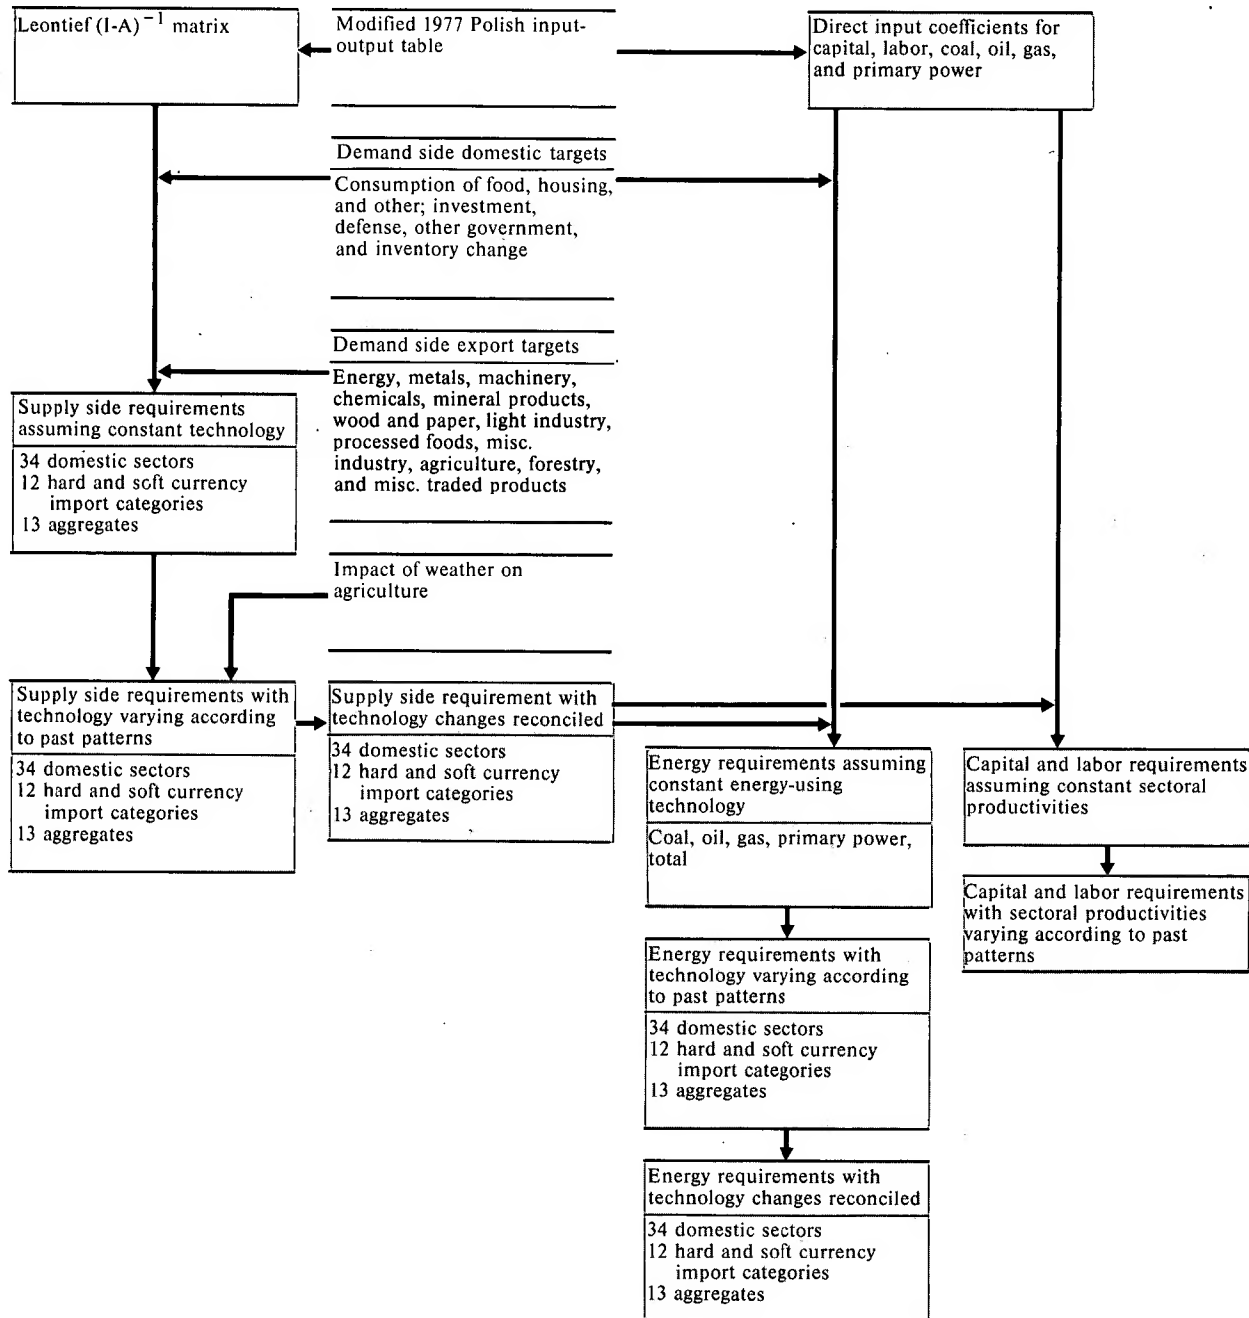 Leontief (I-A)⁻¹ matrix
Modified 1977 Polish input-
output table
Direct input coefficients for
capital, labor, coal, oil, gas,
and primary power
Demand side domestic targets
Consumption of food, housing,
and other; investment,
defense, other government,
and inventory change
Demand side export targets
Energy, metals, machinery,
chemicals, mineral products,
wood and paper, light industry,
processed foods, misc.
industry, agriculture, forestry,
and misc. traded products
Supply side requirements
assuming constant technology
34 domestic sectors
12 hard and soft currency
import categories
13 aggregates
Impact of weather on
agriculture
Supply side requirements with
technology varying according
to past patterns
34 domestic sectors
12 hard and soft currency
import categories
13 aggregates
Supply side requirement with
technology changes reconciled
34 domestic sectors
12 hard and soft currency
import categories
13 aggregates
Energy requirements assuming
constant energy-using
technology
Coal, oil, gas, primary power,
total
Capital and labor requirements
assuming constant sectoral
productivities
Capital and labor requirements
with sectoral productivities
varying according to past
patterns
Energy requirements with
technology varying according
to past patterns
34 domestic sectors
12 hard and soft currency
import categories
13 aggregates
Energy requirements with
technology changes reconciled
34 domestic sectors
12 hard and soft currency
import categories
13 aggregates